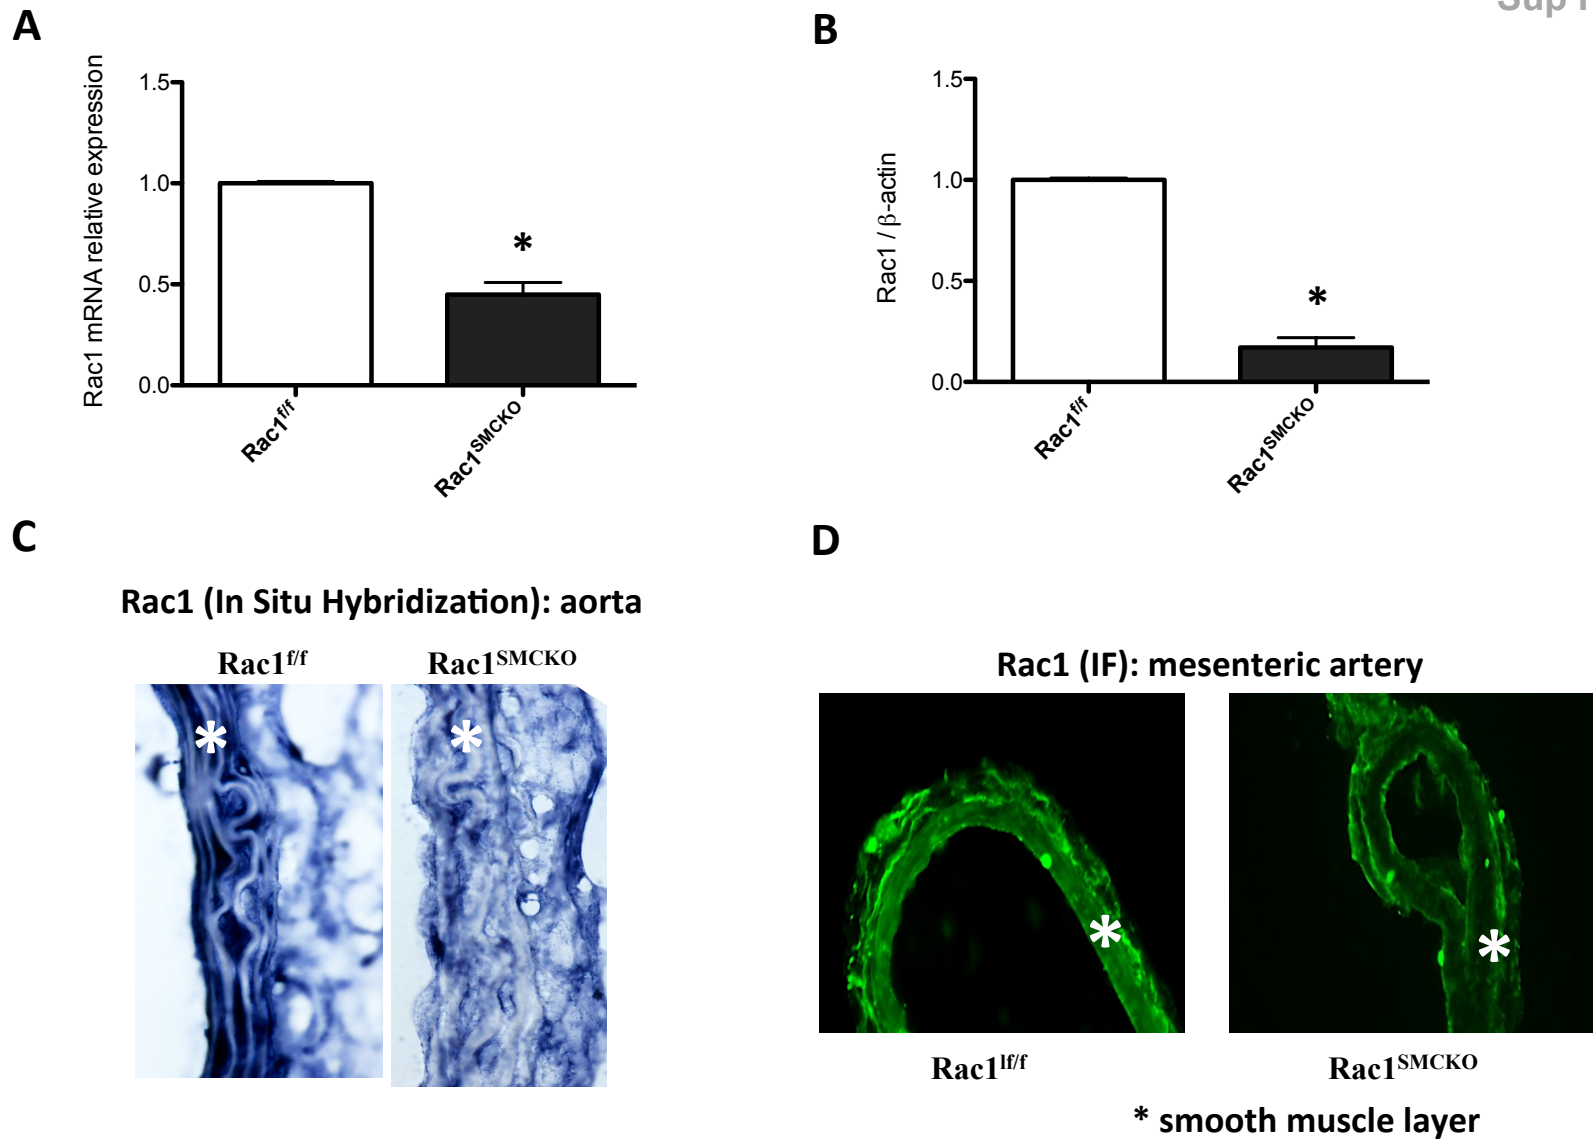 Sup
A
B
Rac1 mRNA relative expression
1.5
1.0
0.5
0.0
*
Rac1f/f
Rac1SMCKO
Rac1 / β-actin
1.5
1.0
0.5
0.0
*
Rac1f/f
Rac1SMCKO
C
D
Rac1 (In Situ Hybridization): aorta
Rac1f/f Rac1SMCKO
* *
Rac1 (IF): mesenteric artery
* *
Rac1lf/f Rac1SMCKO
* smooth muscle layer